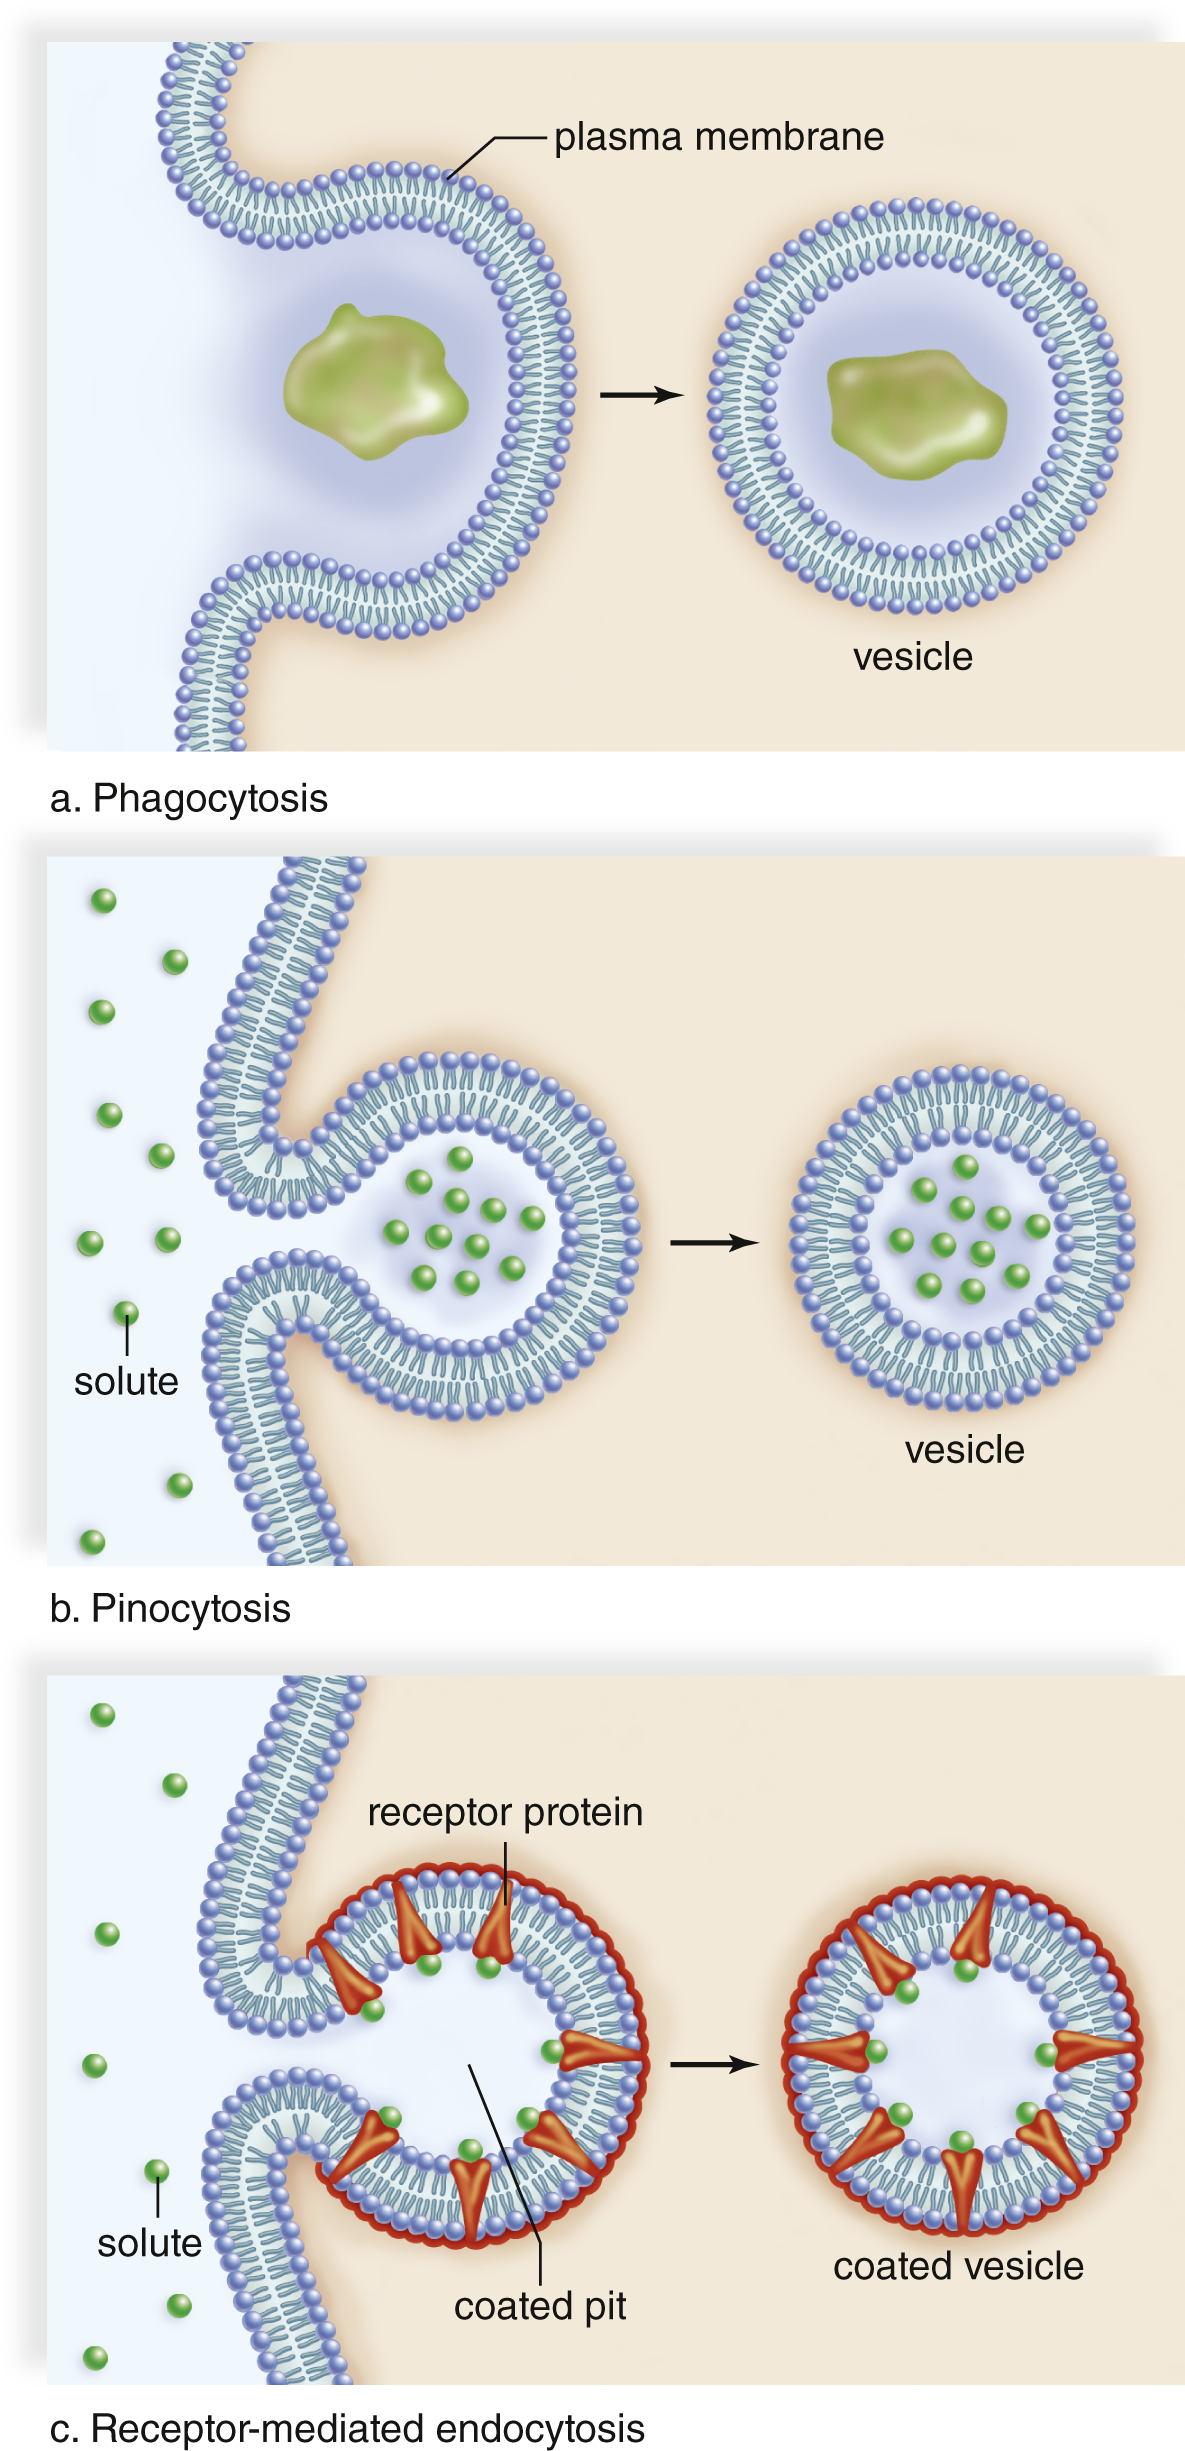 plasma membrane
vesicle
a. Phagocytosis
solute
vesicle
b. Pinocytosis
receptor protein
solute
coated vesicle
coated pit
c. Receptor-mediated endocytosis